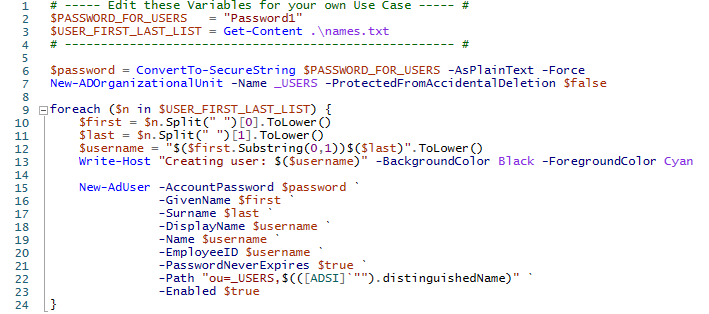 1 # ----- Edit these Variables for your own Use Case ----- #
2 $PASSWORD_FOR_USERS   = "Password1"
3 $USER_FIRST_LAST_LIST = Get-Content .\names.txt
4 # ------------------------------------------------------ #
5
6 $password = ConvertTo-SecureString $PASSWORD_FOR_USERS -AsPlainText -Force
7 New-ADOrganizationalUnit -Name _USERS -ProtectedFromAccidentalDeletion $false
8
9 foreach ($n in $USER_FIRST_LAST_LIST) {
10     $first = $n.Split(" ")[0].ToLower()
11     $last = $n.Split(" ")[1].ToLower()
12     $username = "$($first.Substring(0,1))$($last)".ToLower()
13     Write-Host "Creating user: $($username)" -BackgroundColor Black -ForegroundColor Cyan
14
15     New-AdUser -AccountPassword $password `
16                -GivenName $first `
17                -Surname $last `
18                -DisplayName $username `
19                -Name $username `
20                -EmployeeID $username `
21                -PasswordNeverExpires $true `
22                -Path "ou=_USERS,$(([ADSI]`"").distinguishedName)" `
23                -Enabled $true
24 }